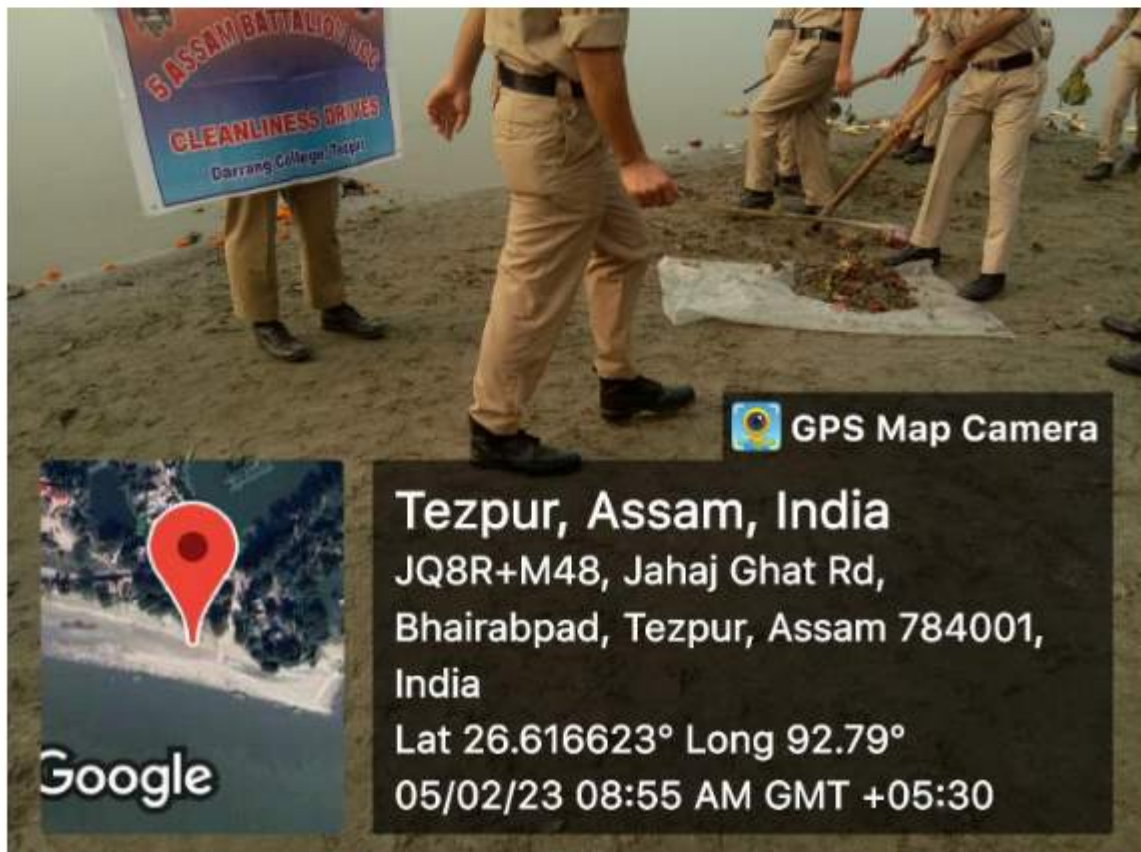 5 ASSAM BATTALION NCC
CLEANLINESS DRIVES
Darrang College, Tezpur
GPS Map Camera
Tezpur, Assam, India
JQ8R+M48, Jahaj Ghat Rd,
Bhairabpad, Tezpur, Assam 784001,
India
Lat 26.616623° Long 92.79°
05/02/23 08:55 AM GMT +05:30
Google